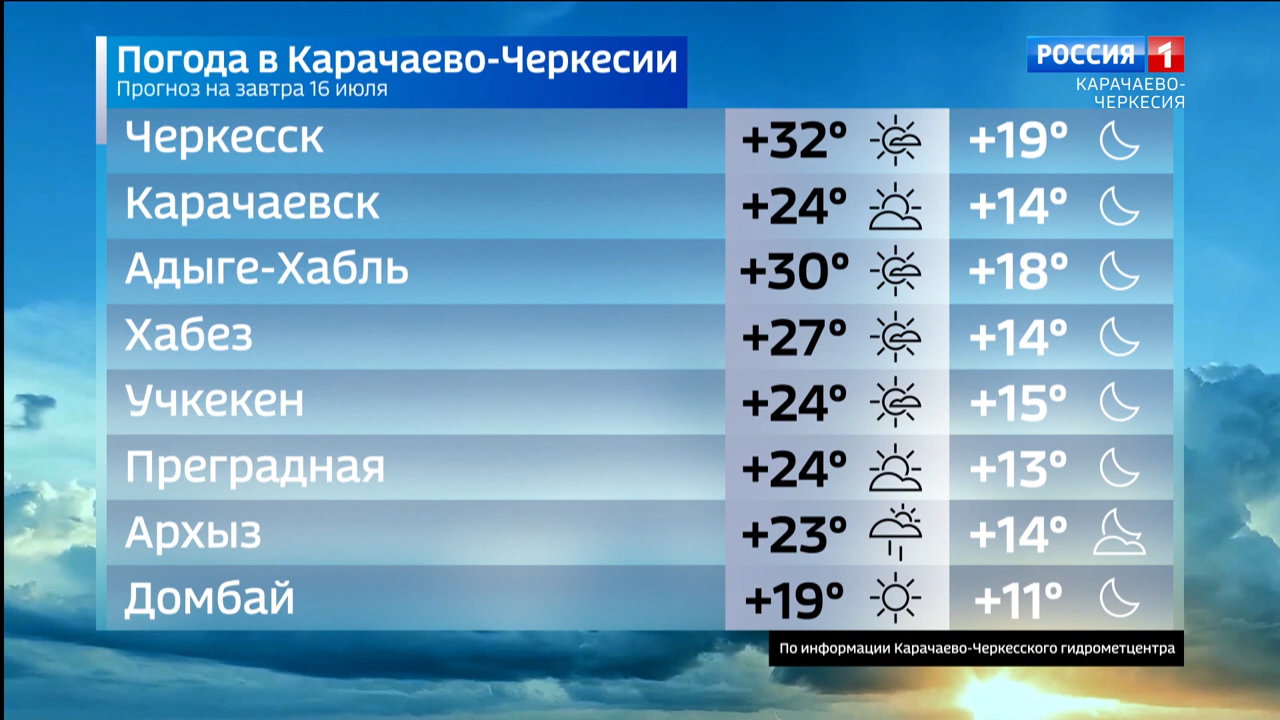 Погода в Карачаево-Черкесии
Прогноз на завтра 16 июля
РОССИЯ 1
КАРАЧАЕВО-
ЧЕРКЕСИЯ
Черкесск +32° +19°
Карачаевск +24° +14°
Адыге-Хабль +30° +18°
Хабез +27° +14°
Учкекен +24° +15°
Преградная +24° +13°
Архыз +23° +14°
Домбай +19° +11°
По информации Карачаево-Черкесского гидрометцентра